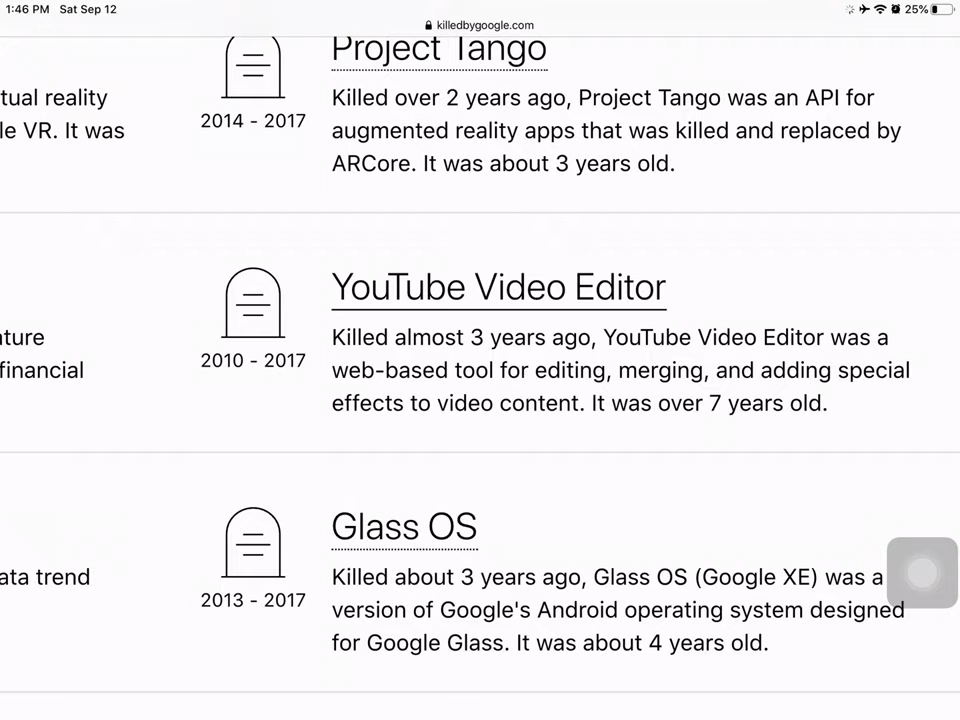 1:46 PM Sat Sep 12
25%
killedbygoogle.com
tual reality
le VR. It was
2014 - 2017
Project Tango
Killed over 2 years ago, Project Tango was an API for
augmented reality apps that was killed and replaced by
ARCore. It was about 3 years old.
ature
financial
2010 - 2017
YouTube Video Editor
Killed almost 3 years ago, YouTube Video Editor was a
web-based tool for editing, merging, and adding special
effects to video content. It was over 7 years old.
ata trend
2013 - 2017
Glass OS
Killed about 3 years ago, Glass OS (Google XE) was a
version of Google's Android operating system designed
for Google Glass. It was about 4 years old.